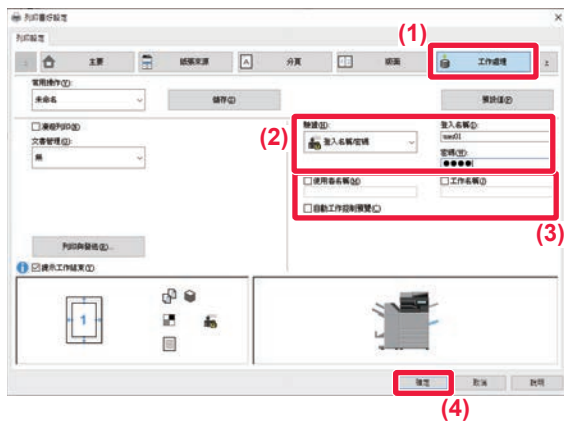 列印喜好設定
列印設定
(1)
主要
紙張來源
分頁
版面
工作處理
常用操作(Y):
未命名
儲存(Z)
預設值(P)
凍結列印(N)
文書管理(Q):
無
(2)
驗證(U):
登入名稱/密碼
登入名稱(L):
user01
密碼(W):
●●●●
使用者名稱(M)
工作名稱(J)
自動工作控制預覽(C)
(3)
列印與發送(R)...
提示工作結束(X)
1
確定
取消
說明
(4)